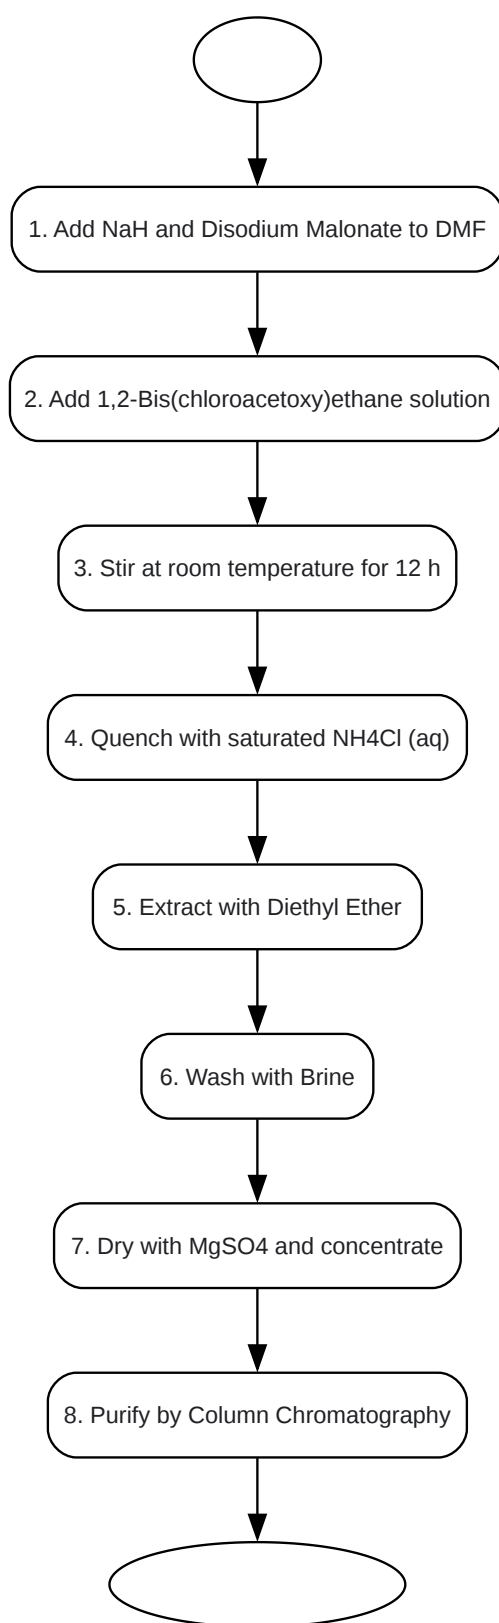 1. Add NaH and Disodium Malonate to DMF
2. Add 1,2-Bis(chloroacetoxy)ethane solution
3. Stir at room temperature for 12 h
4. Quench with saturated NH4Cl (aq)
5. Extract with Diethyl Ether
6. Wash with Brine
7. Dry with MgSO4 and concentrate
8. Purify by Column Chromatography